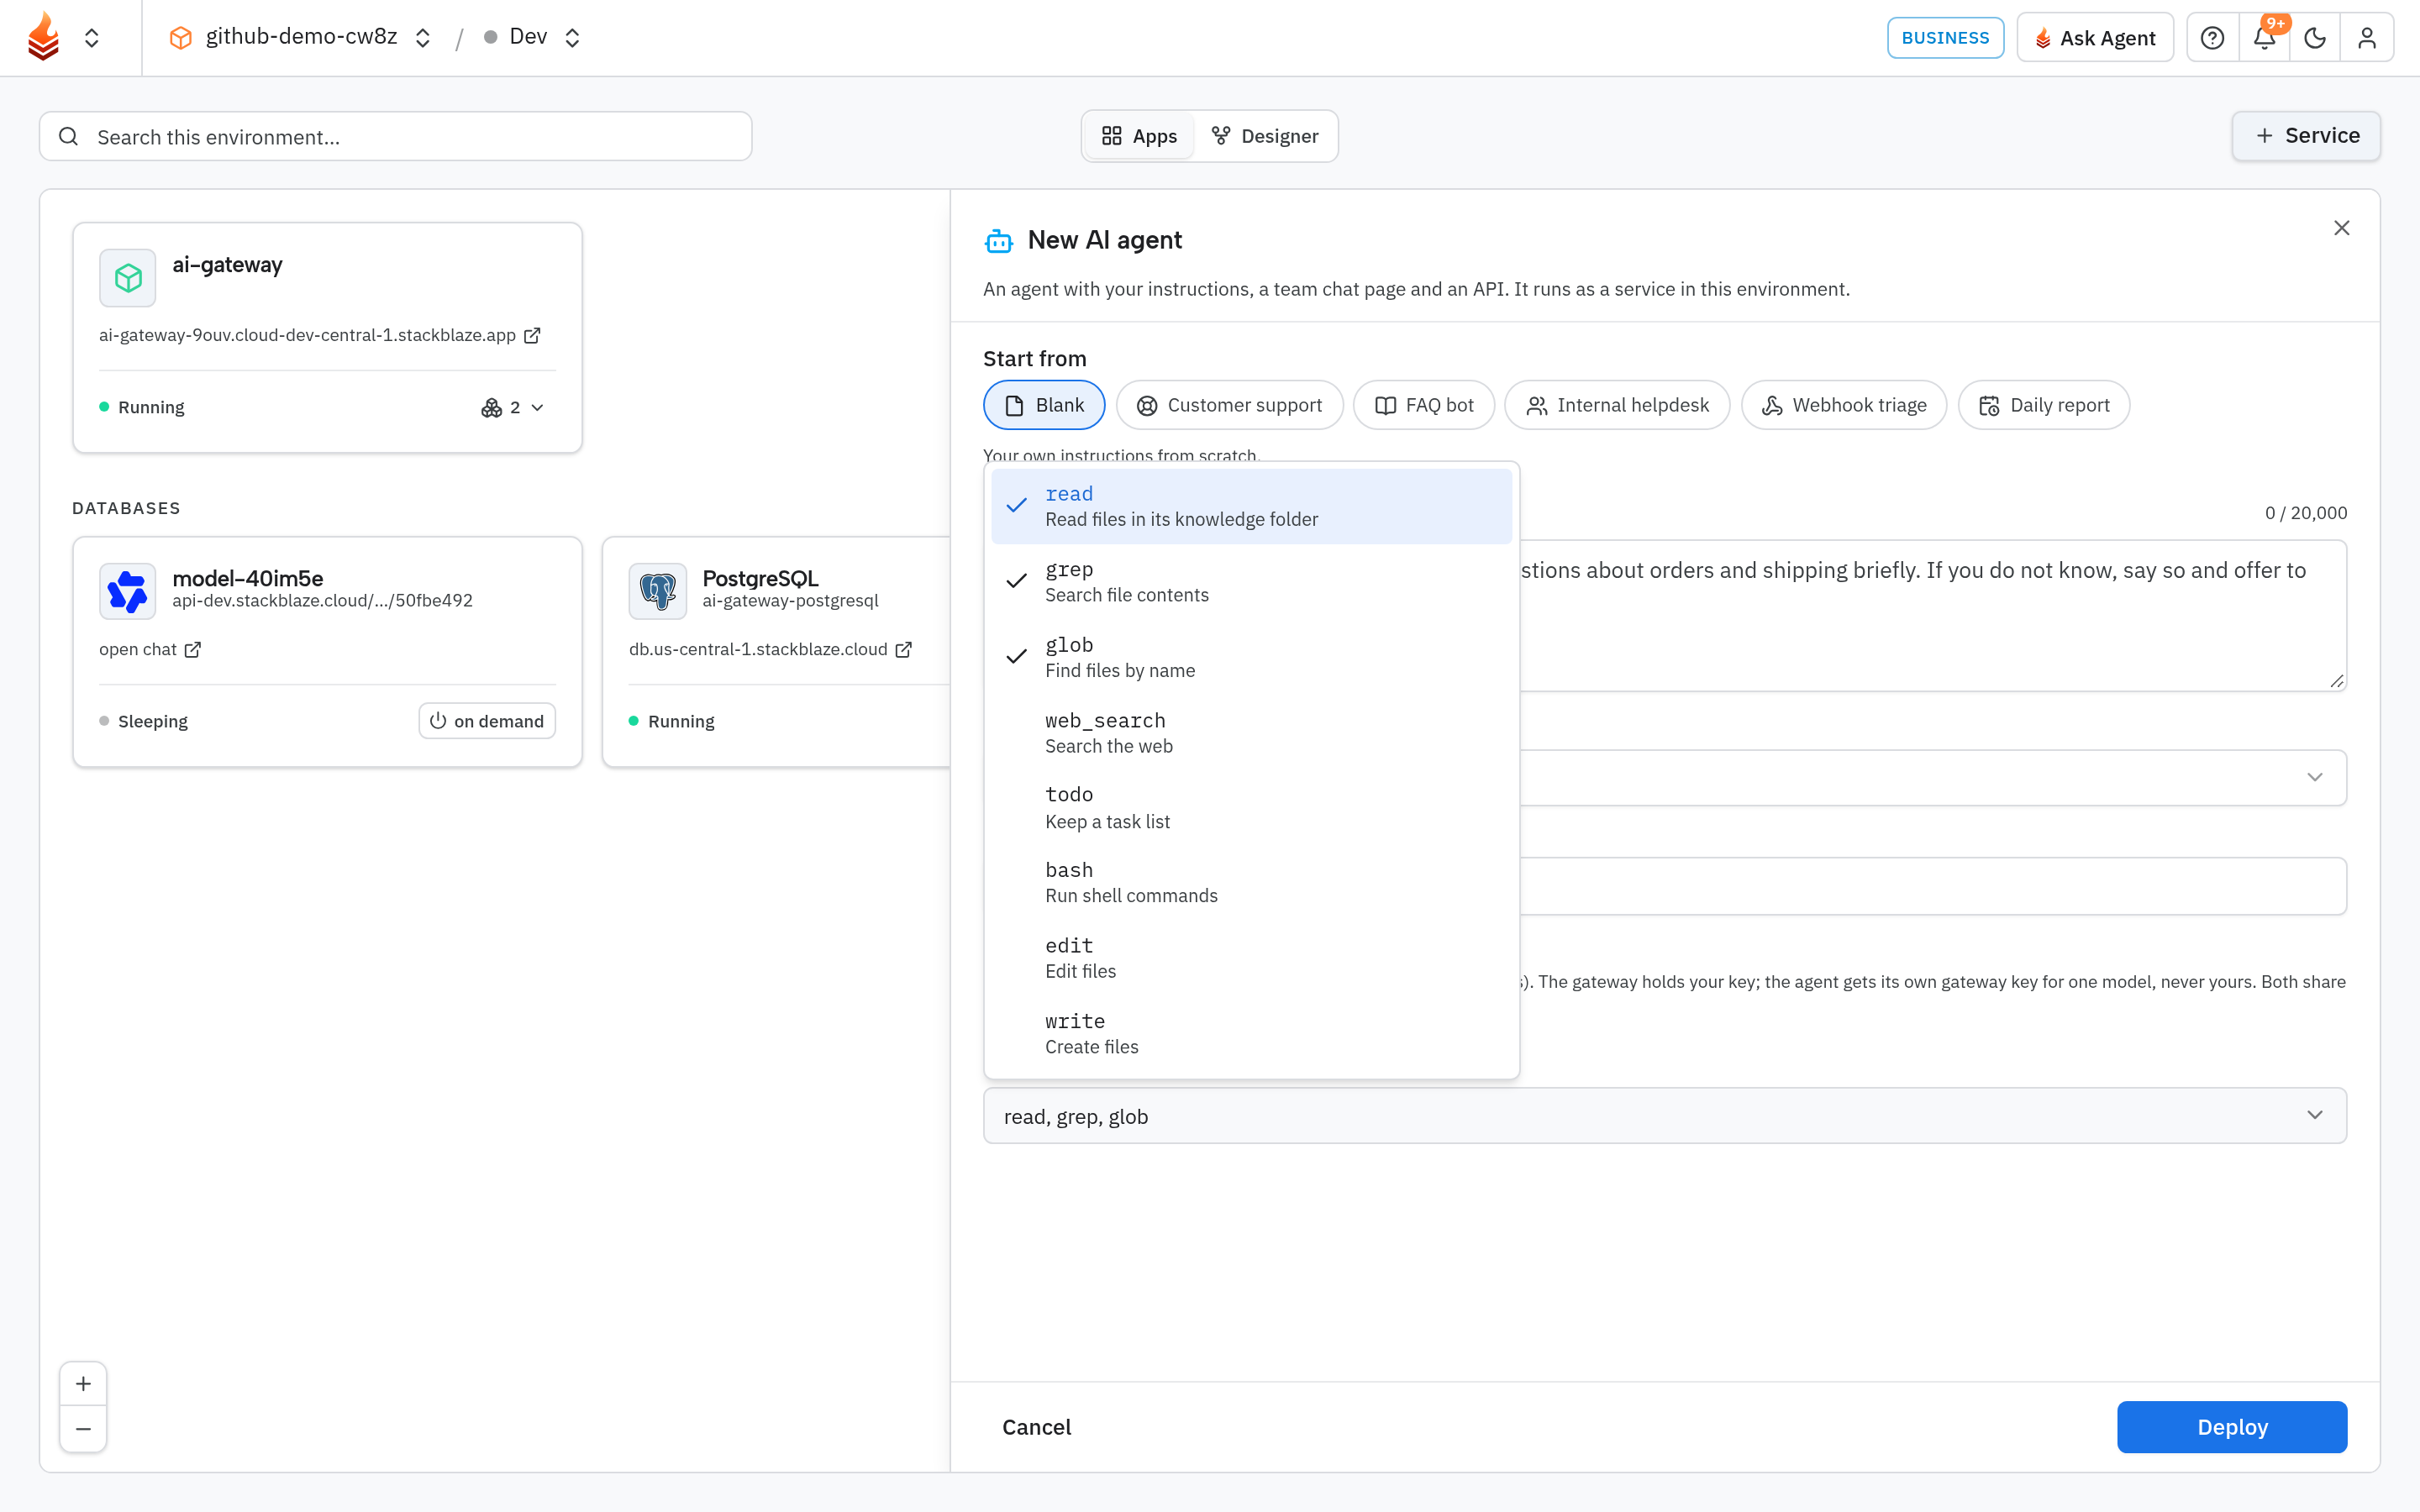 github-demo-cw8z / Dev
BUSINESS
Ask Agent
9+
Search this environment...
Apps
Designer
+ Service
ai-gateway
ai-gateway-9ouv.cloud-dev-central-1.stackblaze.app
Running
2
DATABASES
model-40im5e
api-dev.stackblaze.cloud/.../50fbe492
open chat
Sleeping
on demand
PostgreSQL
ai-gateway-postgresql
db.us-central-1.stackblaze.cloud
Running
New AI agent
An agent with your instructions, a team chat page and an API. It runs as a service in this environment.
Start from
Blank
Customer support
FAQ bot
Internal helpdesk
Webhook triage
Daily report
Your own instructions from scratch.
0 / 20,000
stions about orders and shipping briefly. If you do not know, say so and offer to
read
Read files in its knowledge folder
grep
Search file contents
glob
Find files by name
web_search
Search the web
todo
Keep a task list
bash
Run shell commands
edit
Edit files
write
Create files
s). The gateway holds your key; the agent gets its own gateway key for one model, never yours. Both share
read, grep, glob
Cancel
Deploy